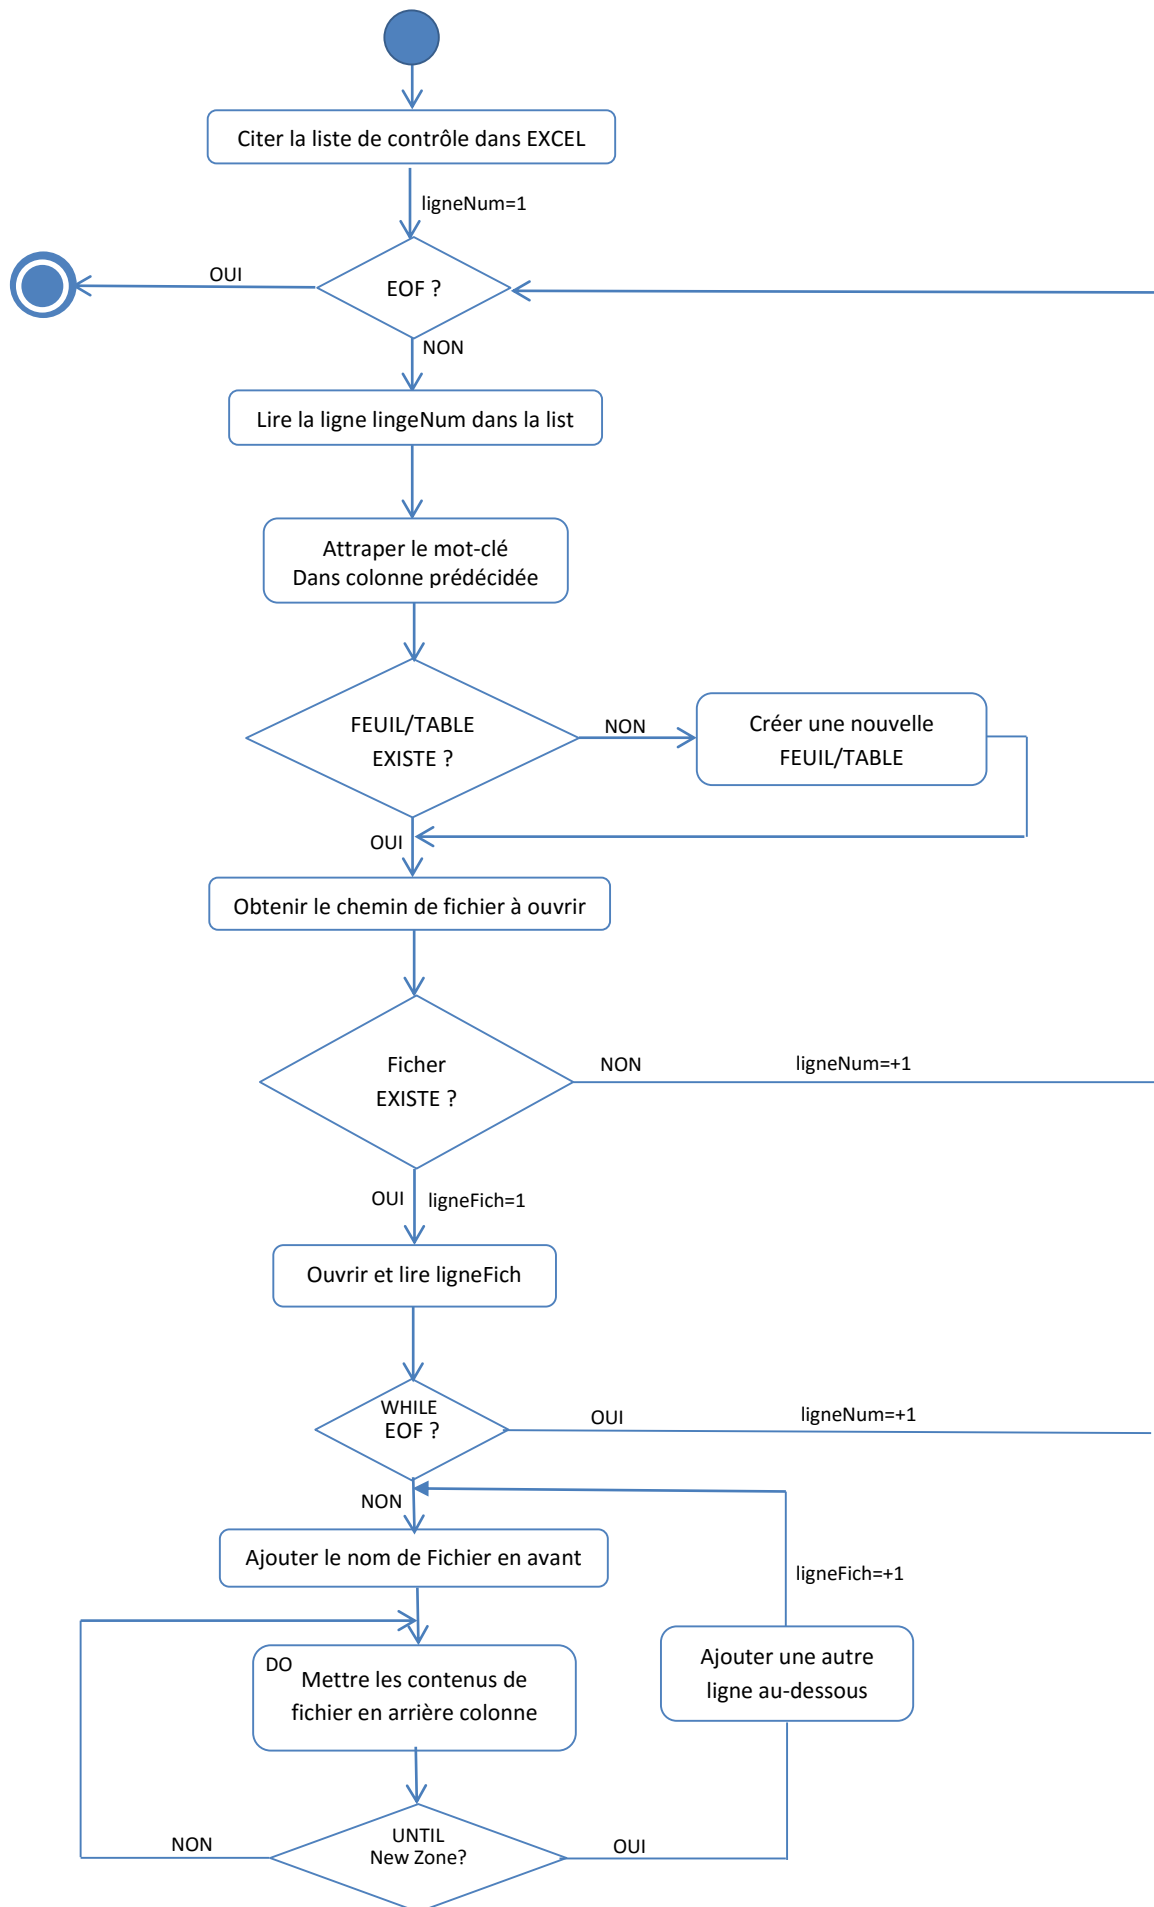 Citer la liste de contrôle dans EXCEL
ligneNum=1
OUI
EOF ?
NON
Lire la ligne lingeNum dans la list
Attraper le mot-clé
Dans colonne prédécidée
FEUIL/TABLE
EXISTE ?
NON
Créer une nouvelle
FEUIL/TABLE
OUI
Obtenir le chemin de fichier à ouvrir
Ficher
EXISTE ?
NON
ligneNum=+1
OUI
ligneFich=1
Ouvrir et lire ligneFich
WHILE
EOF ?
OUI
ligneNum=+1
NON
Ajouter le nom de Fichier en avant
ligneFich=+1
DO
Mettre les contenus de
fichier en arrière colonne
Ajouter une autre
ligne au-dessous
NON
UNTIL
New Zone?
OUI